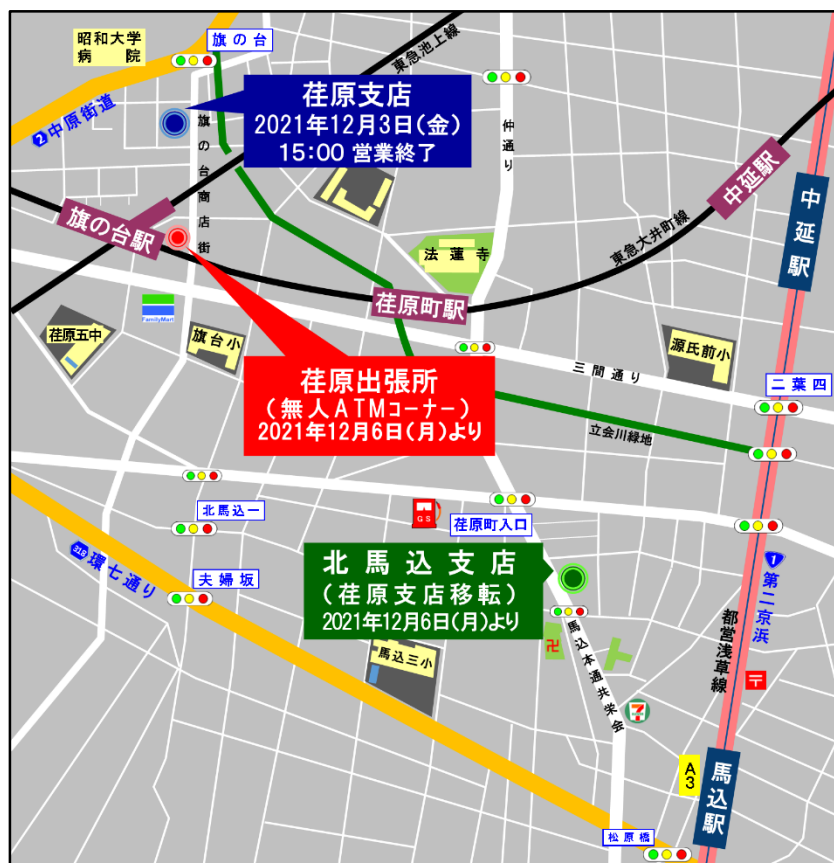 昭和大学
病院
旗の台
東急池上線
2
中原街道
荏原支店
2021年12月3日(金)
15:00 営業終了
旗の台商店街
仲通り
中延駅
中延駅
旗の台駅
法蓮寺
東急大井町線
荏原町駅
FamilyMart
荏原五中
旗台小
源氏前小
三間通り
二葉四
荏原出張所
(無人ATMコーナー)
2021年12月6日(月)より
立会川緑地
北馬込一
GS
荏原町入口
318
環七通り
夫婦坂
北馬込支店
(荏原支店移転)
2021年12月6日(月)より
1
第二京浜
都営浅草線
卍
馬込三小
馬込本通共栄会
〒
7
A3
馬込駅
松原橋